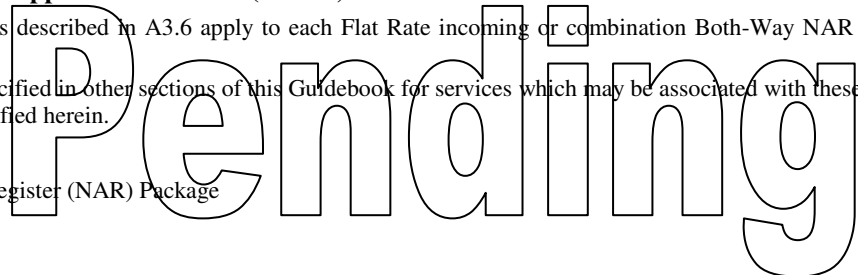 s described in A3.6 apply to each Flat Rate incoming or combination Both-Way NAR
cified in other sections of this Guidebook for services which may be associated with these
fied herein.
egister (NAR) Package
Pending